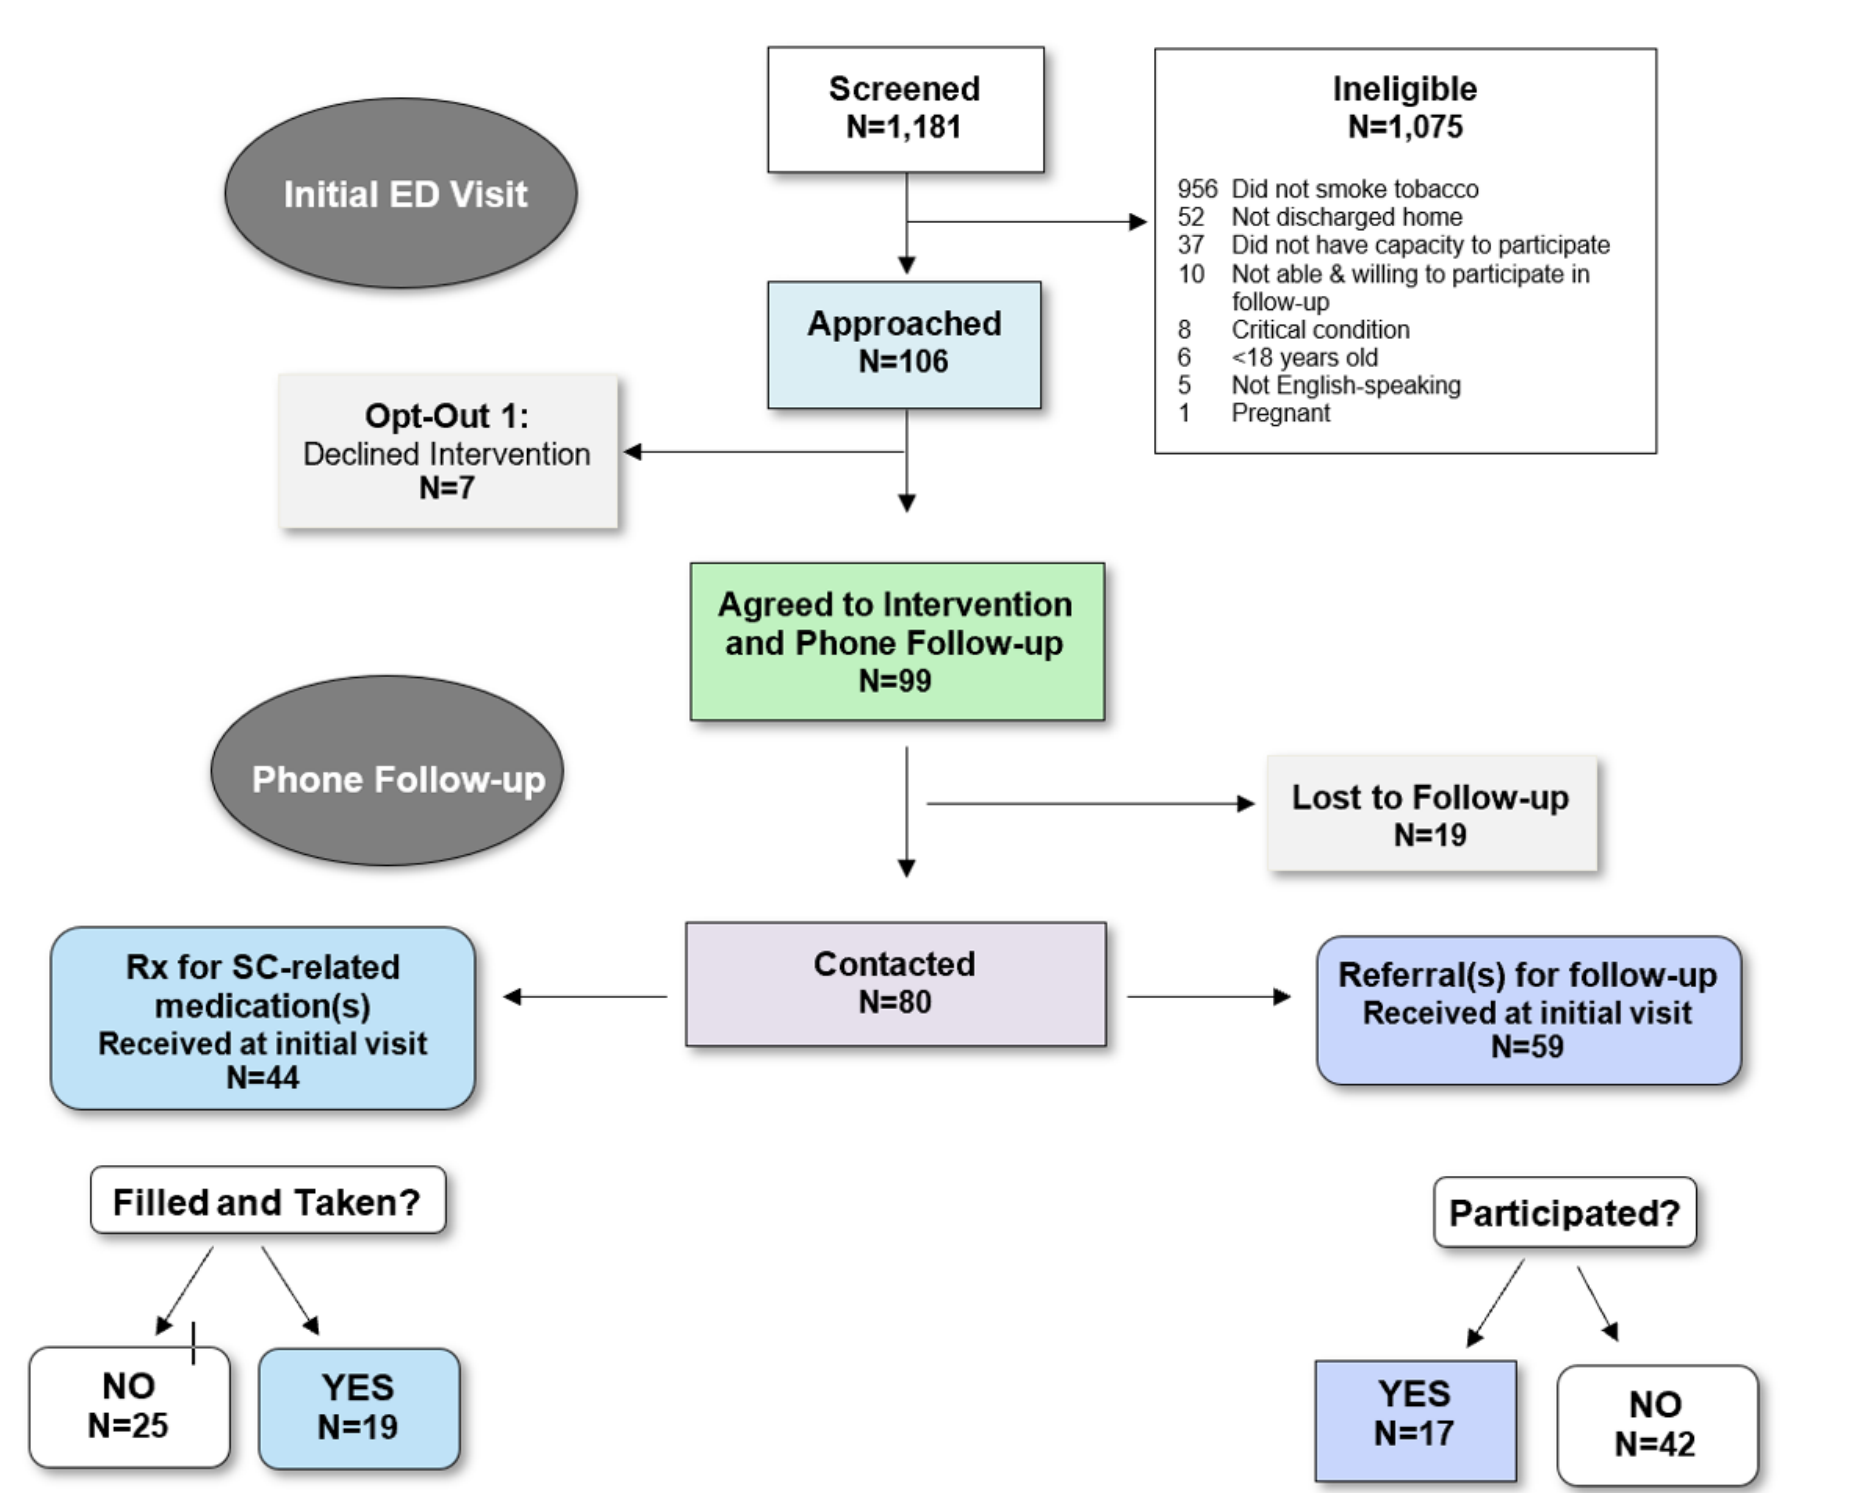 Screened
N=1,181
Ineligible
N=1,075
956 Did not smoke tobacco
52 Not discharged home
37 Did not have capacity to participate
10 Not able & willing to participate in
follow-up
8 Critical condition
6 <18 years old
5 Not English-speaking
1 Pregnant
Initial ED Visit
Approached
N=106
Opt-Out 1:
Declined Intervention
N=7
Agreed to Intervention
and Phone Follow-up
N=99
Phone Follow-up
Lost to Follow-up
N=19
Contacted
N=80
Rx for SC-related
medication(s)
Received at initial visit
N=44
Referral(s) for follow-up
Received at initial visit
N=59
Filled and Taken?
NO
N=25
YES
N=19
Participated?
YES
N=17
NO
N=42